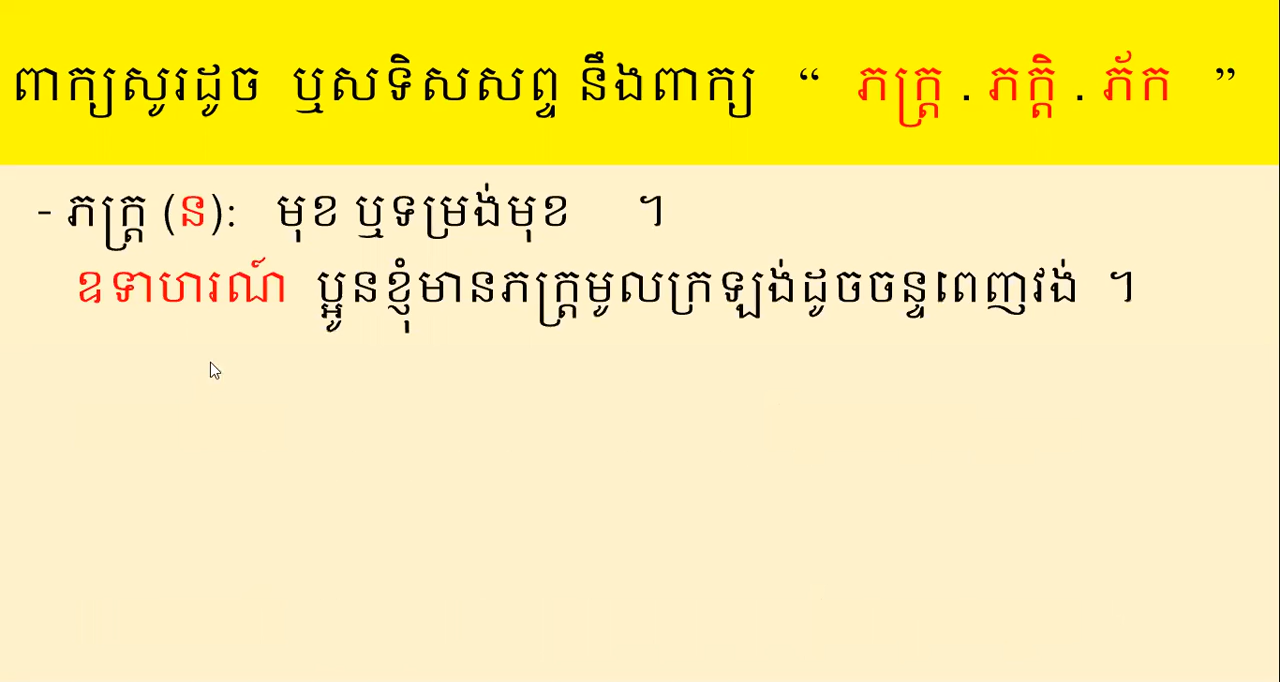 ពាក្យសូរដូច ឬសទិសសព្ទ នឹងពាក្យ “ ភក្ត្រ . ភក្តិ . ភ័ក ”
- ភក្ត្រ (ន): មុខ ឬទម្រង់មុខ ។
ឧទាហរណ៍ ប្អូនខ្ញុំមានភក្ត្រមូលក្រឡង់ដូចចន្ទពេញវង់ ។